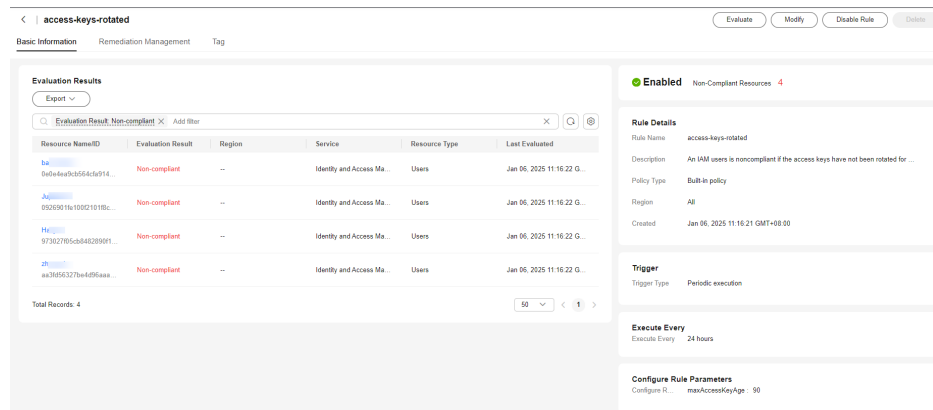 access-keys-rotated
Evaluate Modify Disable Rule Delete
Basic Information Remediation Management Tag
Evaluation Results
Export
Evaluation Result: Non-compliant Add filter
Resource Name/ID Evaluation Result Region Service Resource Type Last Evaluated
ba
0e0e4ea9cb564cfa914... Non-compliant -- Identity and Access Ma... Users Jan 06, 2025 11:16:22 G...
0926901fe100f2101f8c... Non-compliant -- Identity and Access Ma... Users Jan 06, 2025 11:16:22 G...
He
973027f05cb8482890f1... Non-compliant -- Identity and Access Ma... Users Jan 06, 2025 11:16:22 G...
zh
aa3fd56327be4d96aaa... Non-compliant -- Identity and Access Ma... Users Jan 06, 2025 11:16:22 G...
Total Records: 4
50 1
Enabled Non-Compliant Resources 4
Rule Details
Rule Name access-keys-rotated
Description An IAM users is noncompliant if the access keys have not been rotated for ...
Policy Type Built-in policy
Region All
Created Jan 06, 2025 11:16:21 GMT+08:00
Trigger
Trigger Type Periodic execution
Execute Every
Execute Every 24 hours
Configure Rule Parameters
Configure R... maxAccessKeyAge : 90